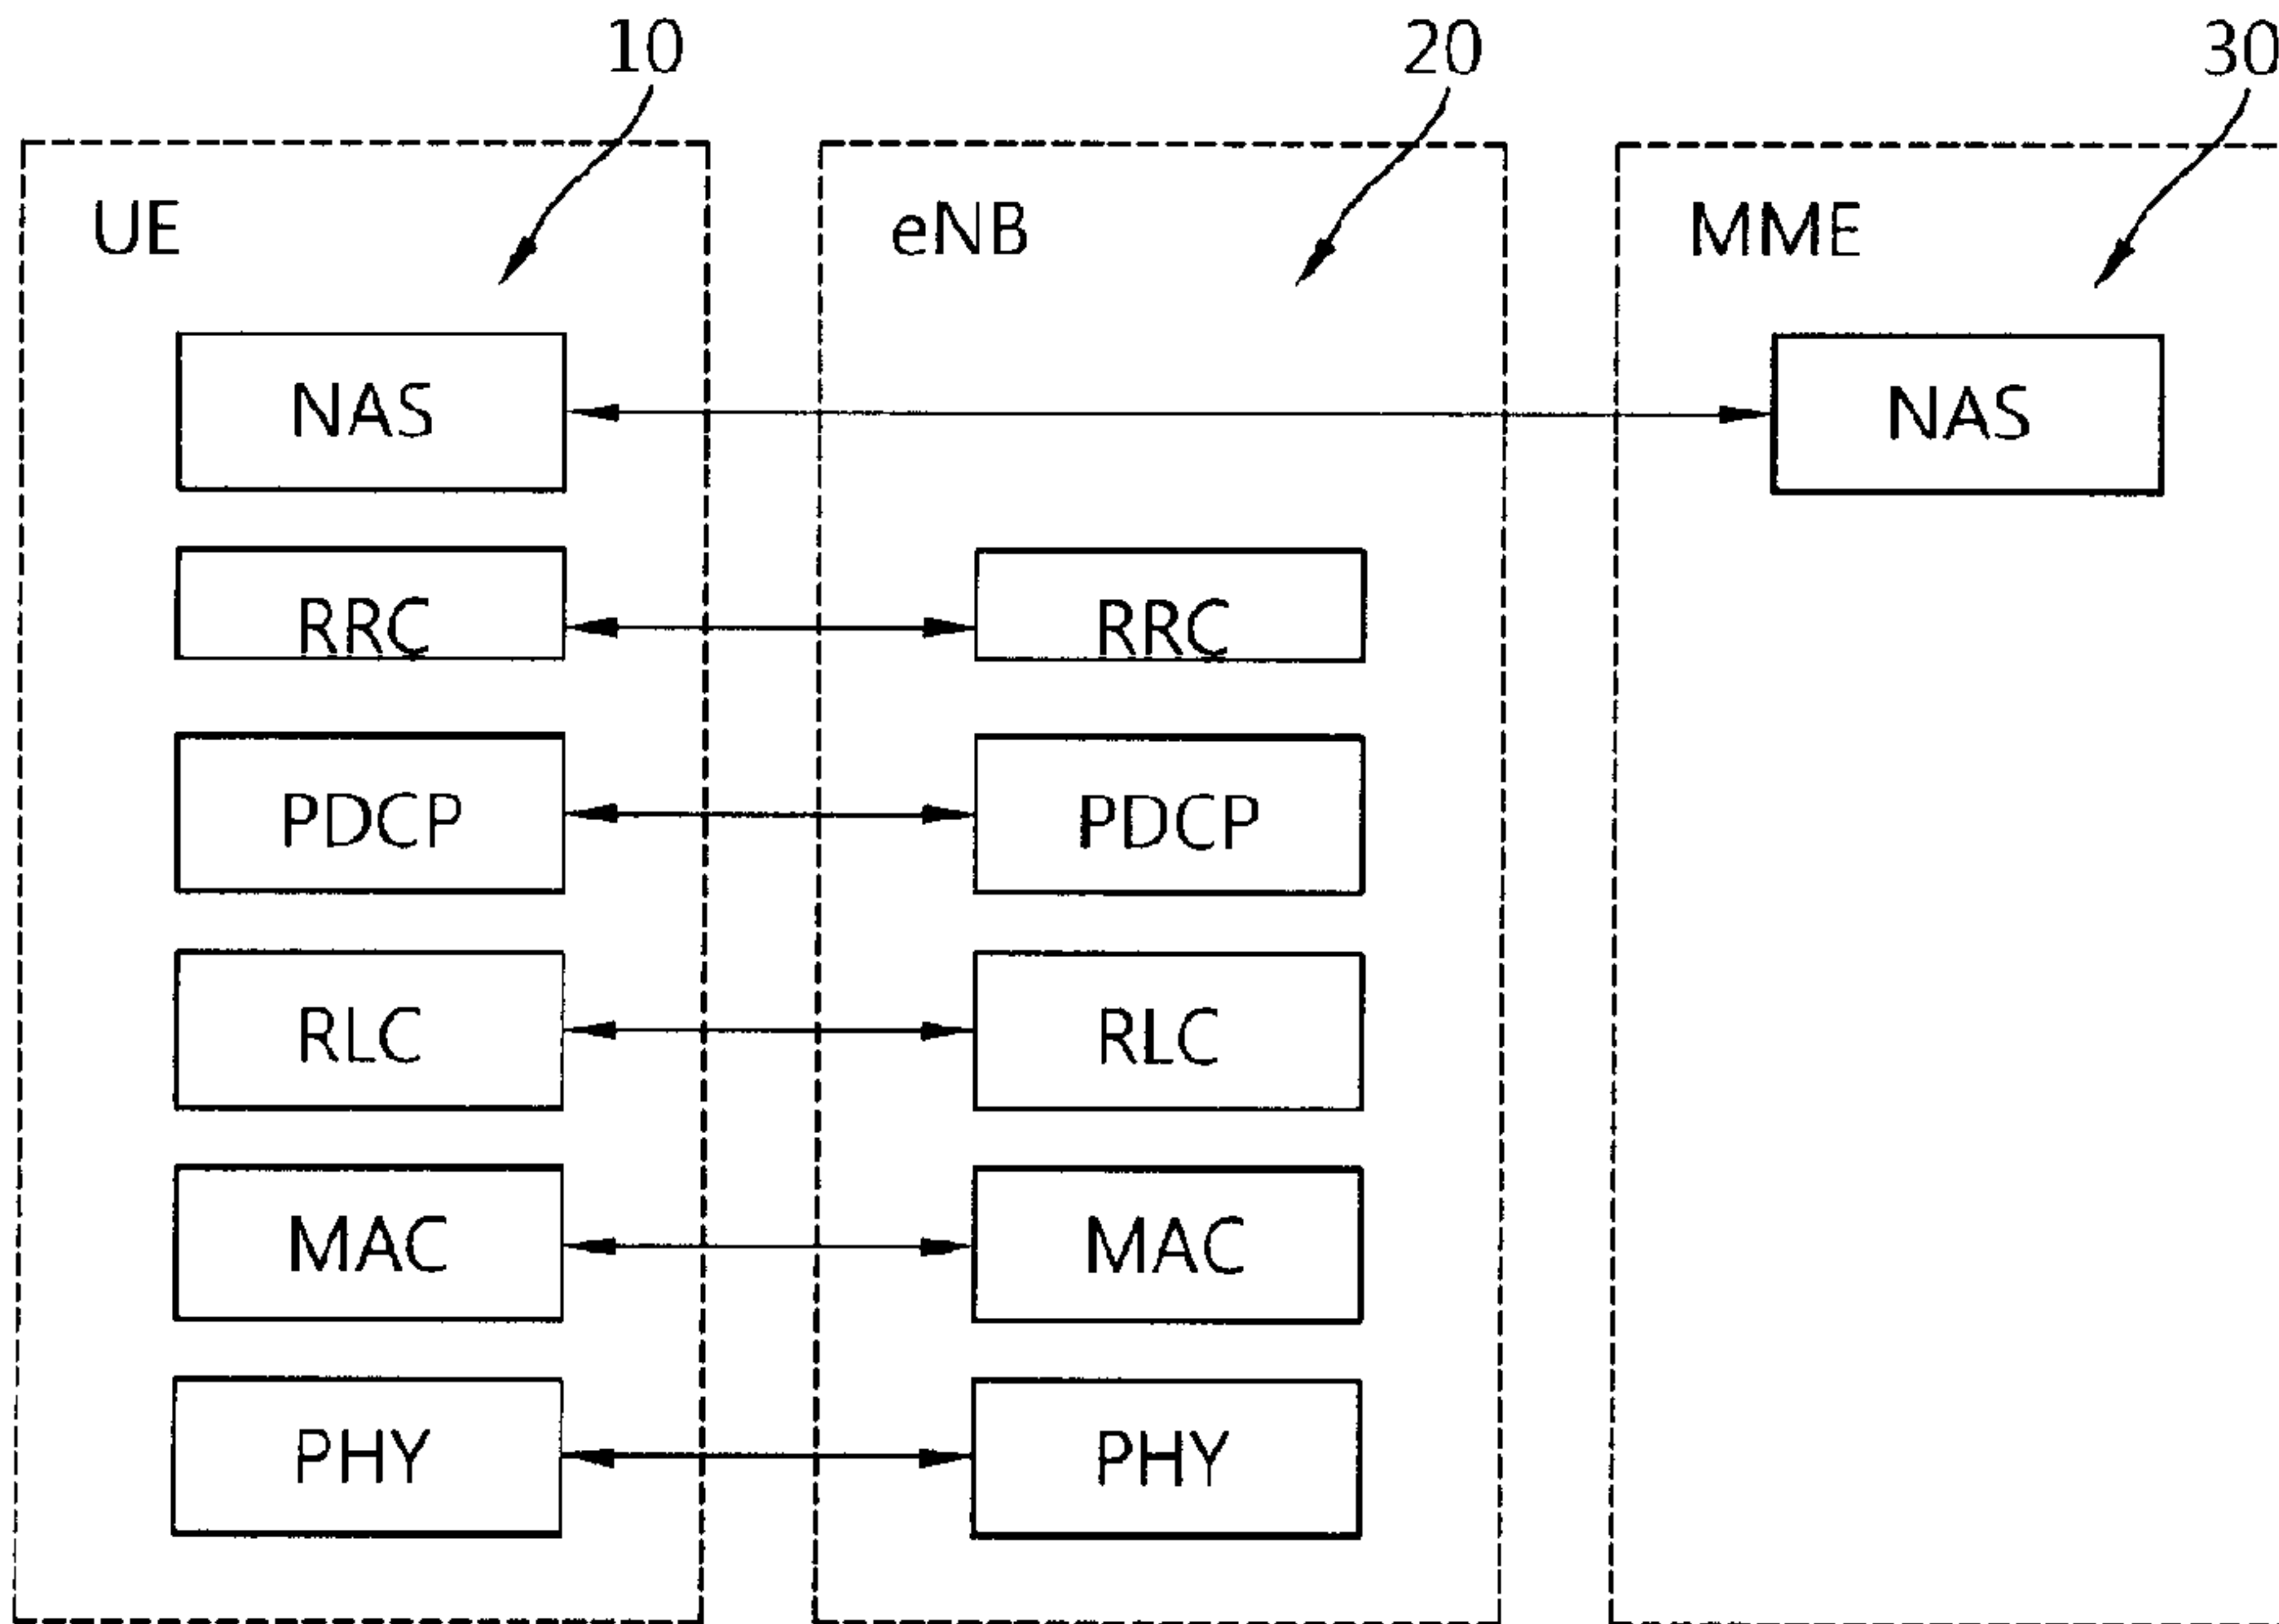 10 20 30
UE eNB MME
NAS NAS
RRC RRC
PDCP PDCP
RLC RLC
MAC MAC
PHY PHY